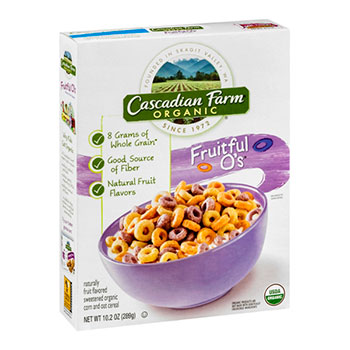 FOUNDED IN SKAGIT VALLEY, WA
Cascadian Farm
ORGANIC
SINCE 1972
8 Grams of
Whole Grain*
Good Source
of Fiber
Natural Fruit
Flavors
Fruitful
O's
naturally
fruit flavored
sweetened organic
corn and oat cereal
NET WT 10.2 OZ (289g)
USDA
ORGANIC